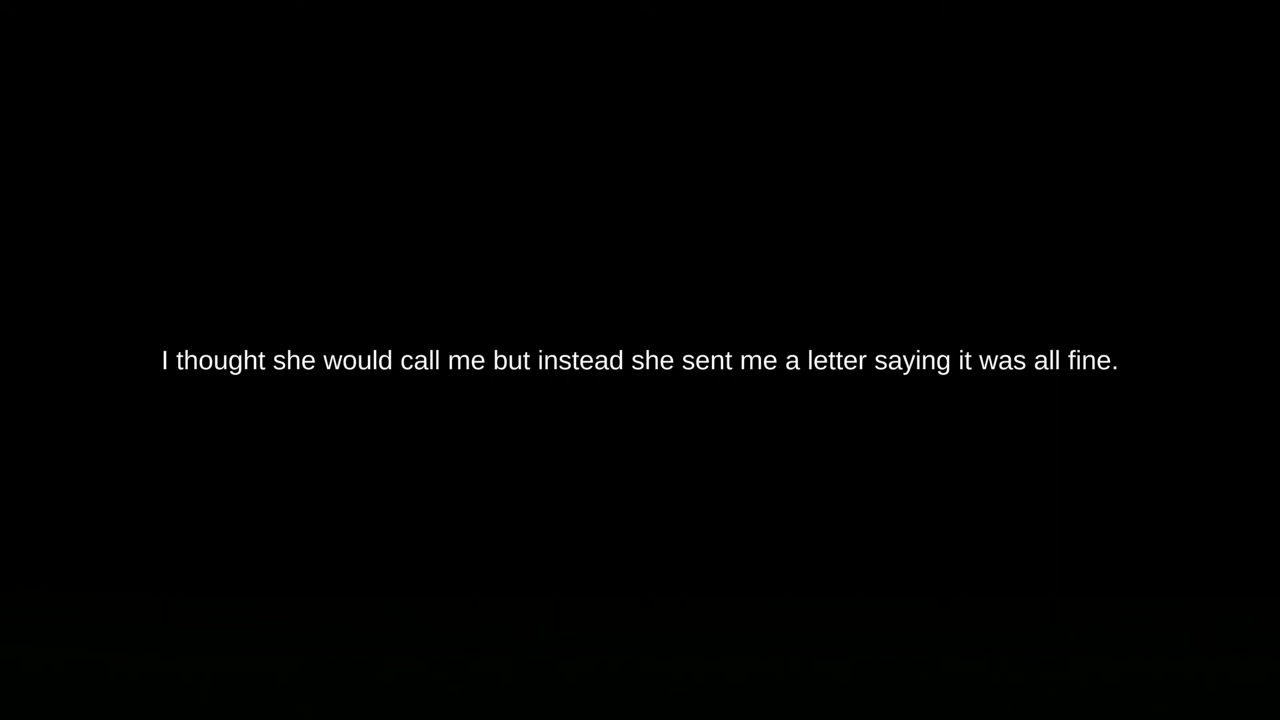 I thought she would call me but instead she sent me a letter saying it was all fine.